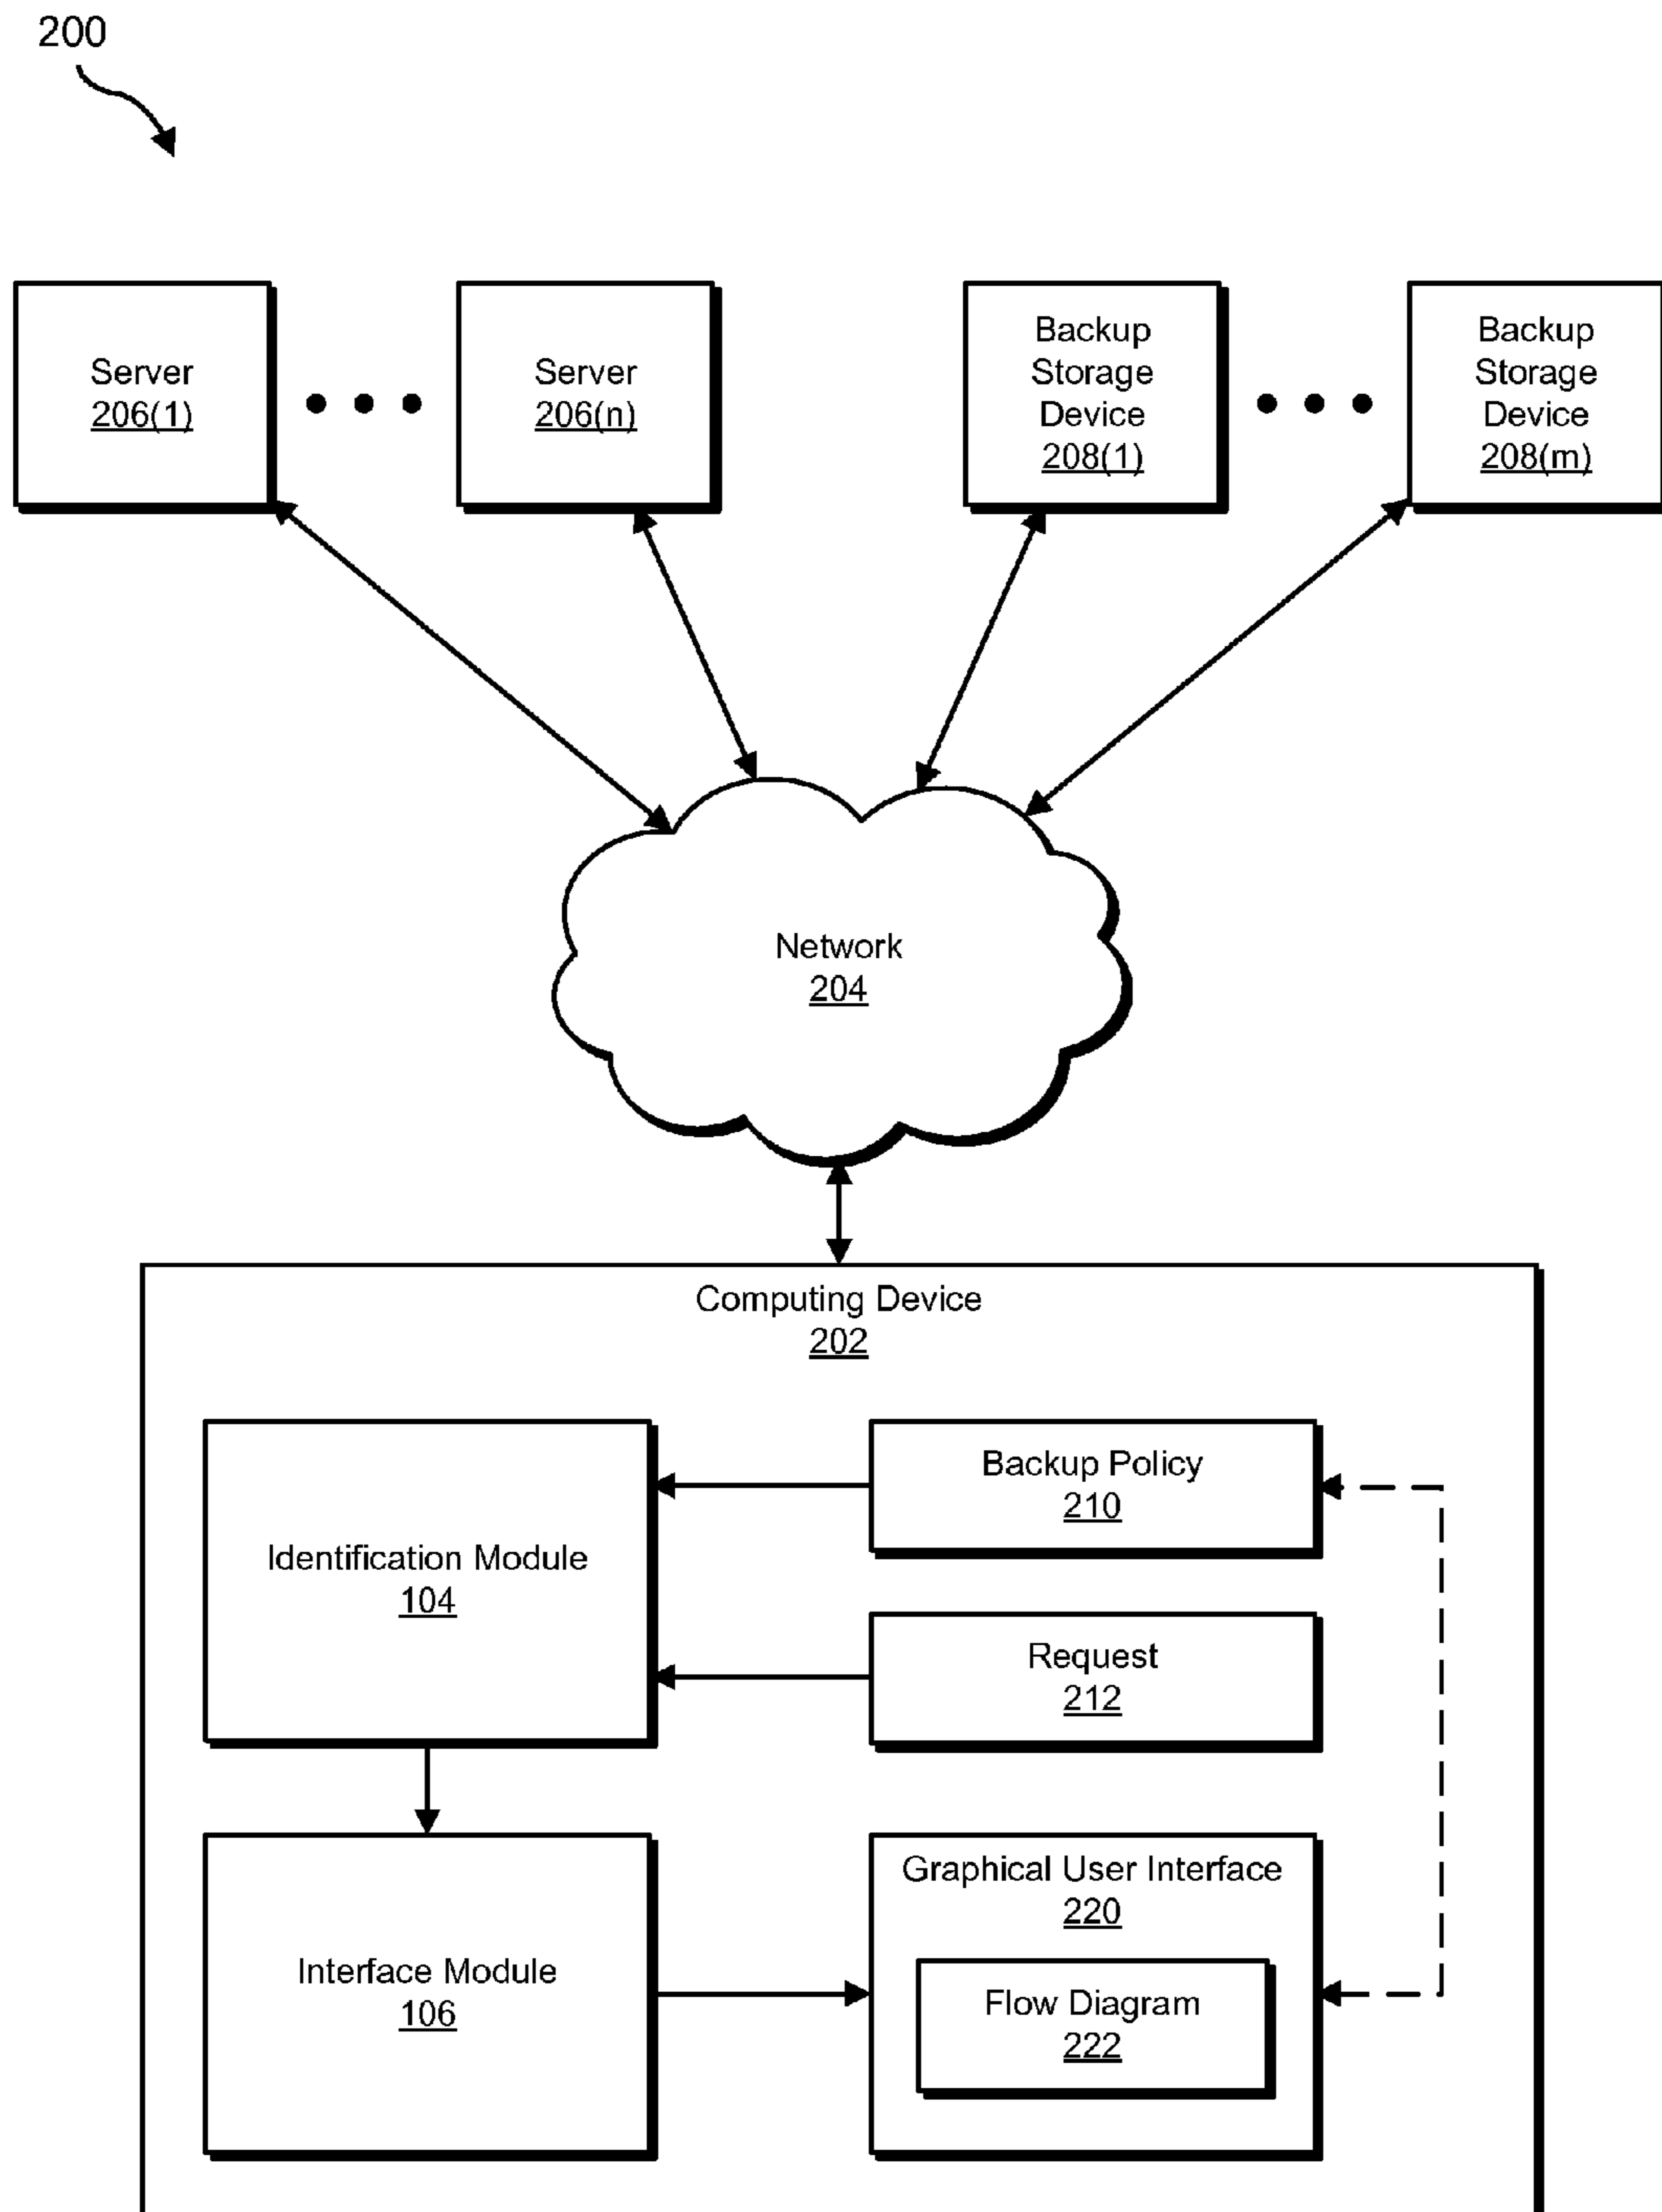 200
Server
206(1)
Server
206(n)
Backup
Storage
Device
208(1)
Backup
Storage
Device
208(m)
Network
204
Computing Device
202
Identification Module
104
Backup Policy
210
Request
212
Interface Module
106
Graphical User Interface
220
Flow Diagram
222